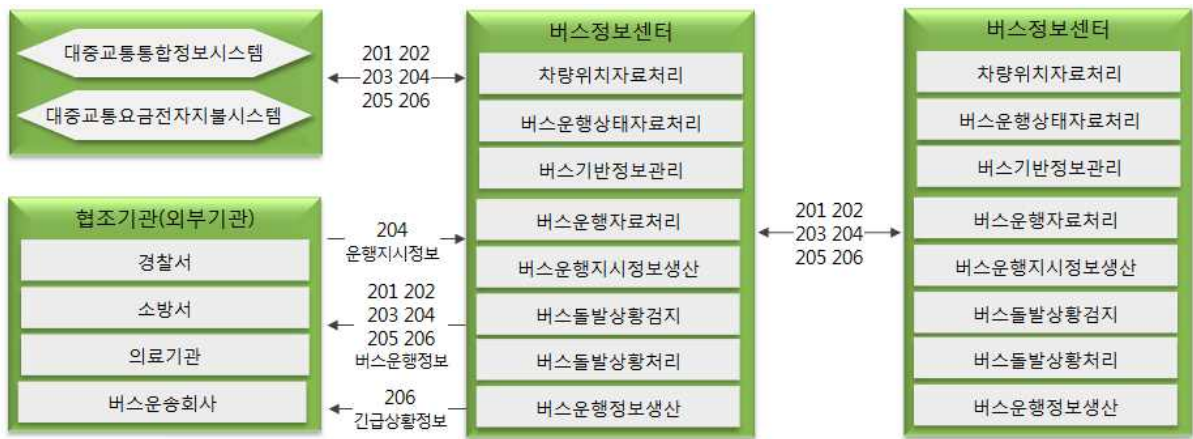 대중교통통합정보시스템
대중교통요금전자지불시스템
201 202
203 204
205 206
협조기관(외부기관)
경찰서
소방서
의료기관
버스운송회사
204
운행지시정보
201 202
203 204
205 206
버스운행정보
206
긴급상황정보
버스정보센터
차량위치자료처리
버스운행상태자료처리
버스기반정보관리
버스운행자료처리
버스운행지시정보생산
버스돌발상황검지
버스돌발상황처리
버스운행정보생산
201 202
203 204
205 206
버스정보센터
차량위치자료처리
버스운행상태자료처리
버스기반정보관리
버스운행자료처리
버스운행지시정보생산
버스돌발상황검지
버스돌발상황처리
버스운행정보생산